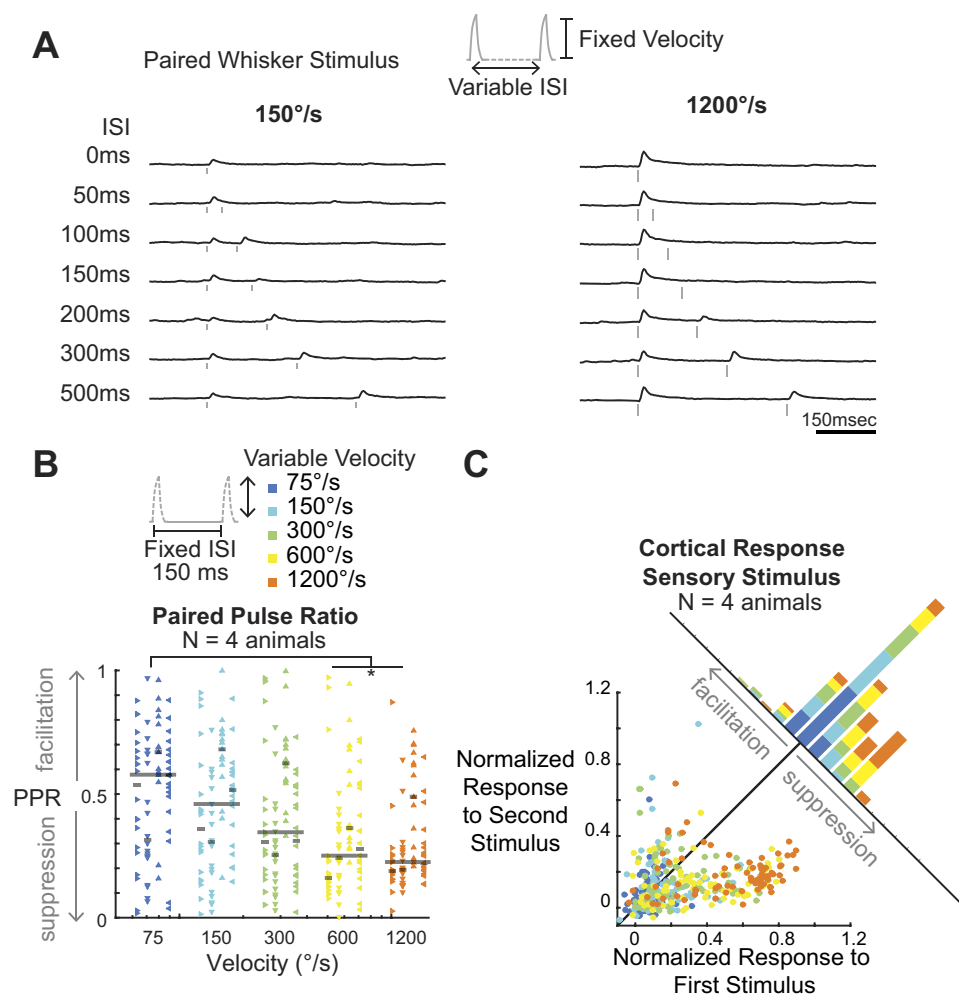 A
Paired Whisker Stimulus
Fixed Velocity
Variable ISI
150°/s
1200°/s
ISI
0ms
50ms
100ms
150ms
200ms
300ms
500ms
150msec
B
Variable Velocity
75°/s
150°/s
300°/s
600°/s
1200°/s
Fixed ISI
150 ms
Paired Pulse Ratio
N = 4 animals
*
facilitation
PPR
suppression
1
0.5
0
75
150
300
600
1200
Velocity (°/s)
C
Cortical Response
Sensory Stimulus
N = 4 animals
facilitation
suppression
Normalized
Response
to Second
Stimulus
1.2
0.8
0.4
0
0
0.4
0.8
1.2
Normalized Response to
First Stimulus